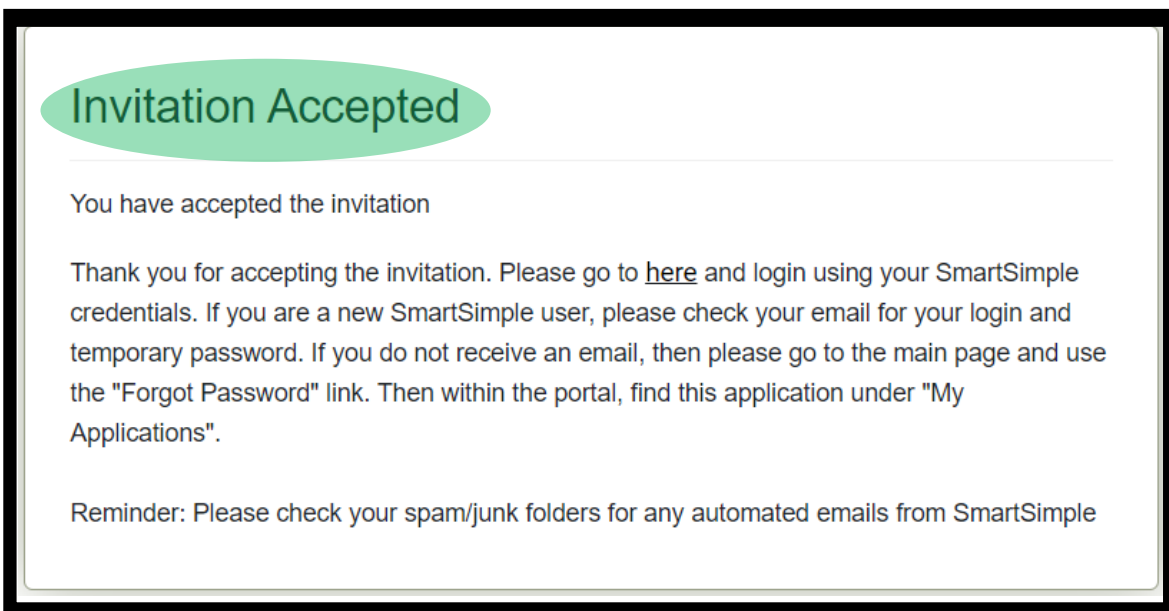 Invitation Accepted
You have accepted the invitation
Thank you for accepting the invitation. Please go to here and login using your SmartSimple
credentials. If you are a new SmartSimple user, please check your email for your login and
temporary password. If you do not receive an email, then please go to the main page and use
the "Forgot Password" link. Then within the portal, find this application under "My
Applications".
Reminder: Please check your spam/junk folders for any automated emails from SmartSimple